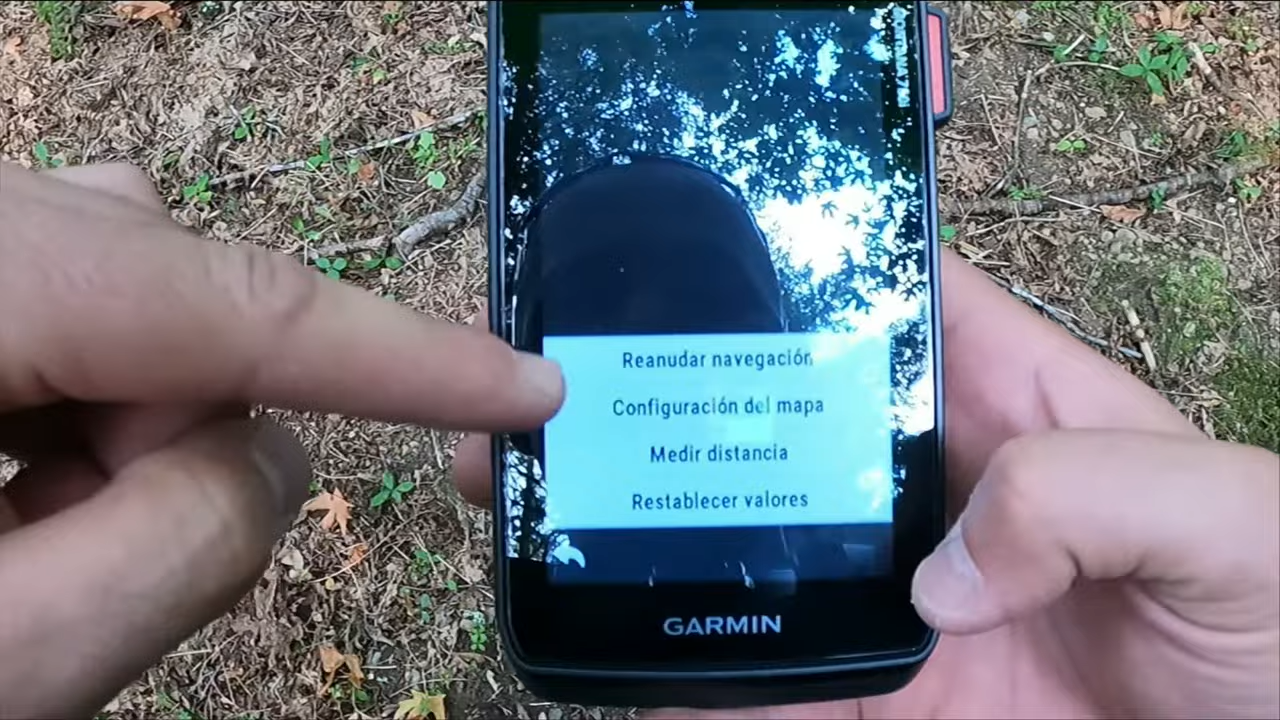 Reanudar navegación
Configuración del mapa
Medir distancia
Restablecer valores
GARMIN